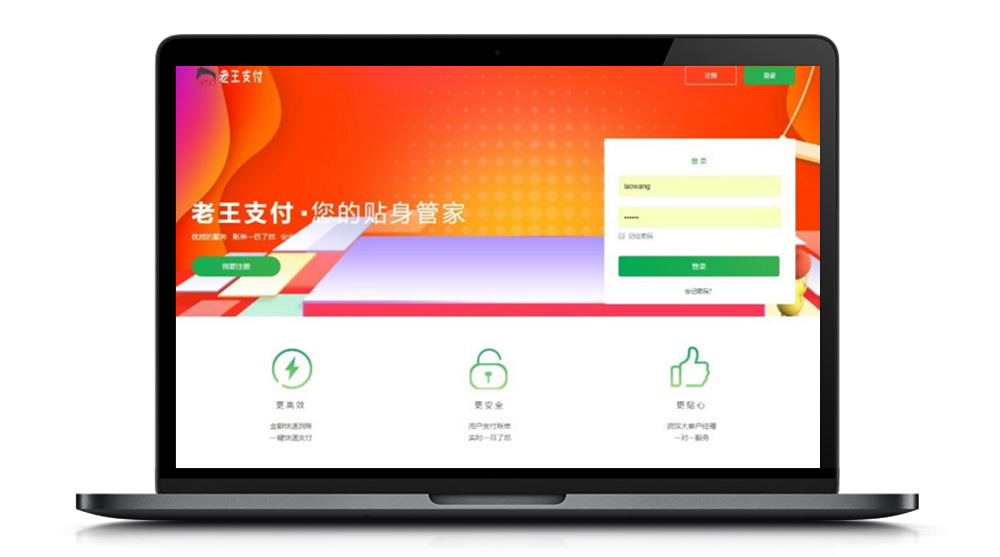 老王支付
注册
登录
登录
laowang
老王支付·您的贴身管家
优质的服务 账单一目了然 安全
记住密码
我要注册
登录
忘记密码?
更高效
更安全
更贴心
金额快速到账
一键快速支付
用户支付账单
实时一目了然
资深大客户经理
一对一服务